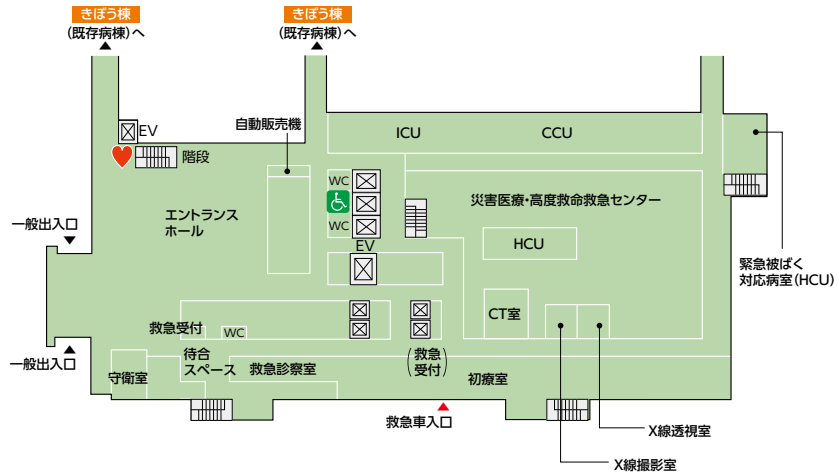 きぼう棟
(既存病棟)へ
きぼう棟
(既存病棟)へ
EV
階段
自動販売機
ICU
CCU
WC
WC
EV
エントランス
ホール
災害医療・高度救命救急センター
HCU
一般出入口
緊急被ばく
対応病室(HCU)
CT室
救急受付
WC
一般出入口
守衛室
待合
スペース
救急診察室
(救急
受付)
初療室
救急車入口
X線透視室
X線撮影室